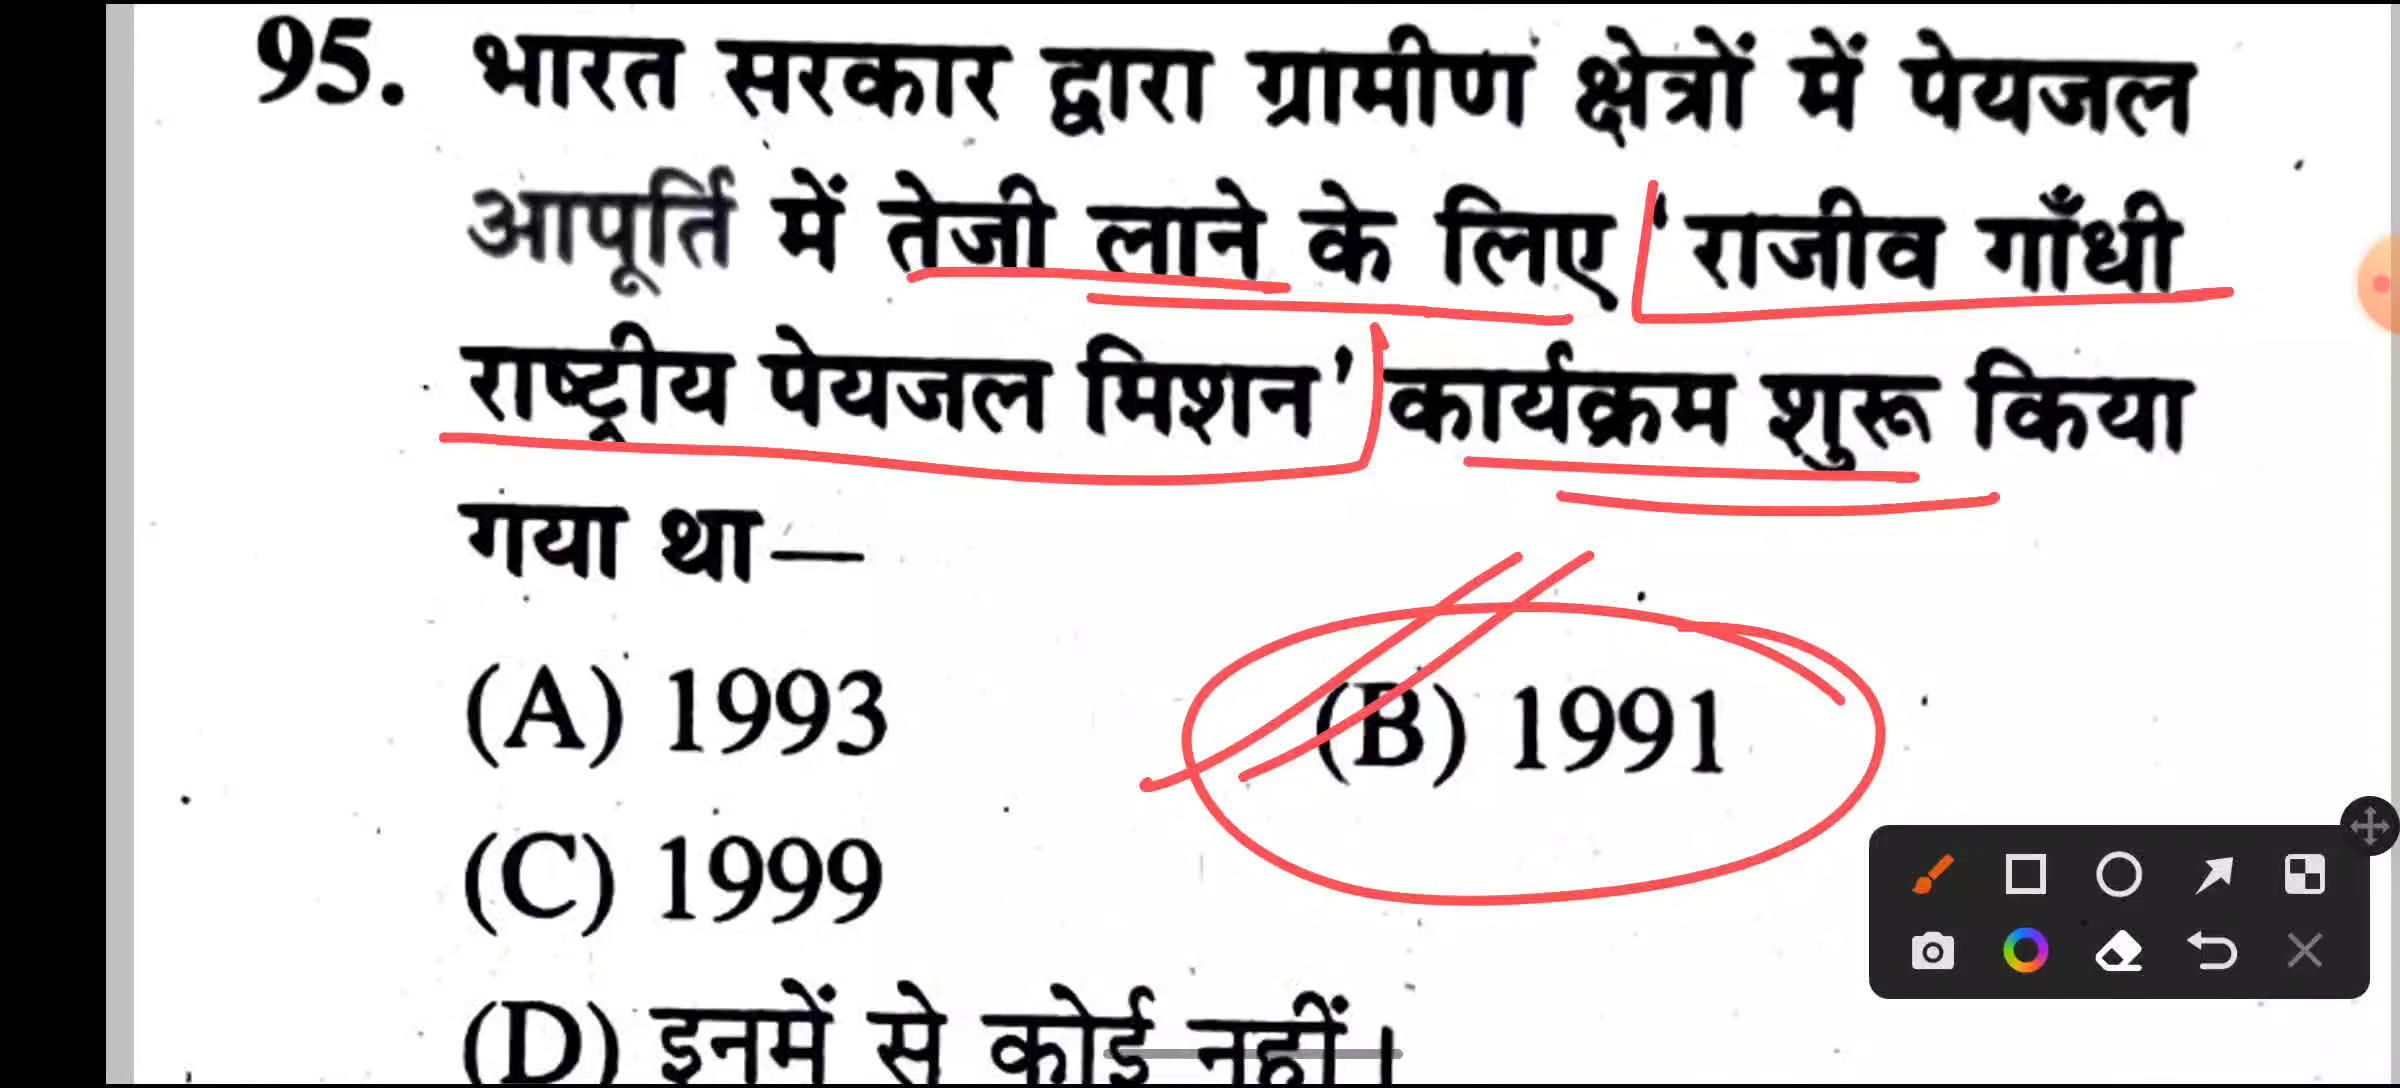 95. भारत सरकार द्वारा ग्रामीण क्षेत्रों में पेयजल
आपूर्ति में तेजी लाने के लिए 'राजीव गाँधी
राष्ट्रीय पेयजल मिशन' कार्यक्रम शुरू किया
गया था—
(A) 1993 (B) 1991
(C) 1999
(D) इनमें से कोई नहीं।